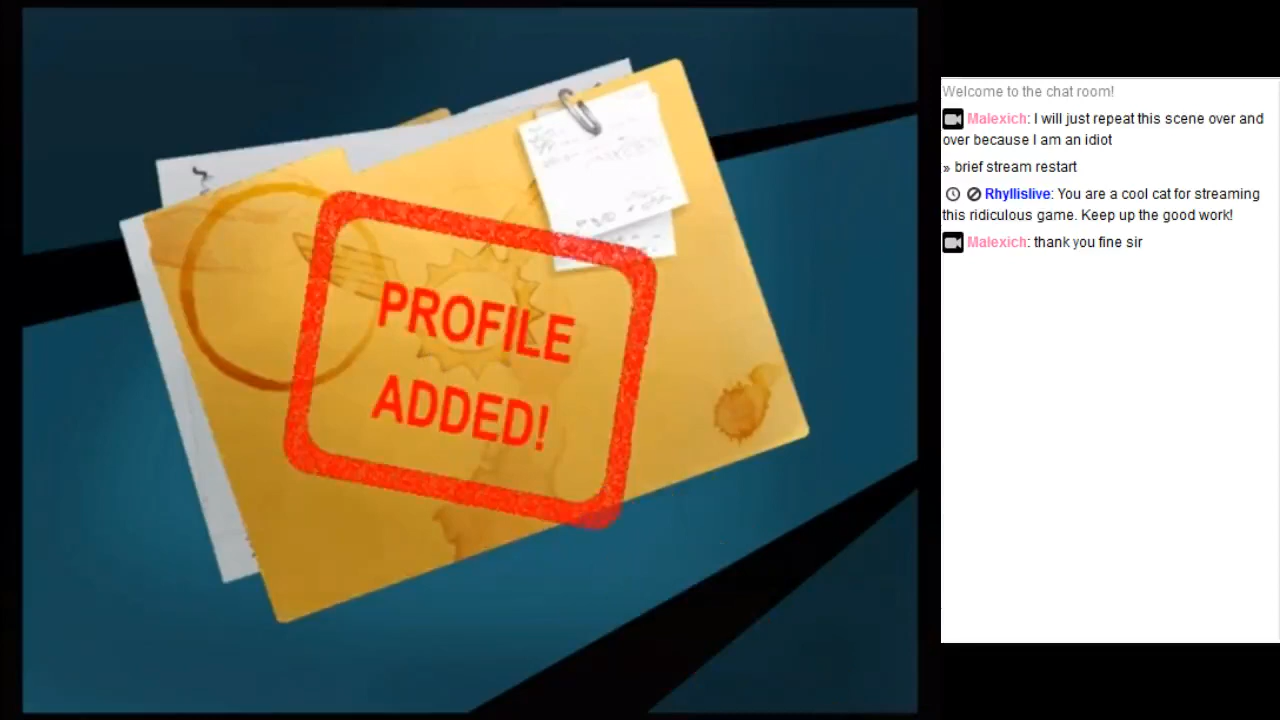 PROFILE
ADDED!
Welcome to the chat room!
Malexich: I will just repeat this scene over and
over because I am an idiot
» brief stream restart
Rhyllislive: You are a cool cat for streaming
this ridiculous game. Keep up the good work!
Malexich: thank you fine sir